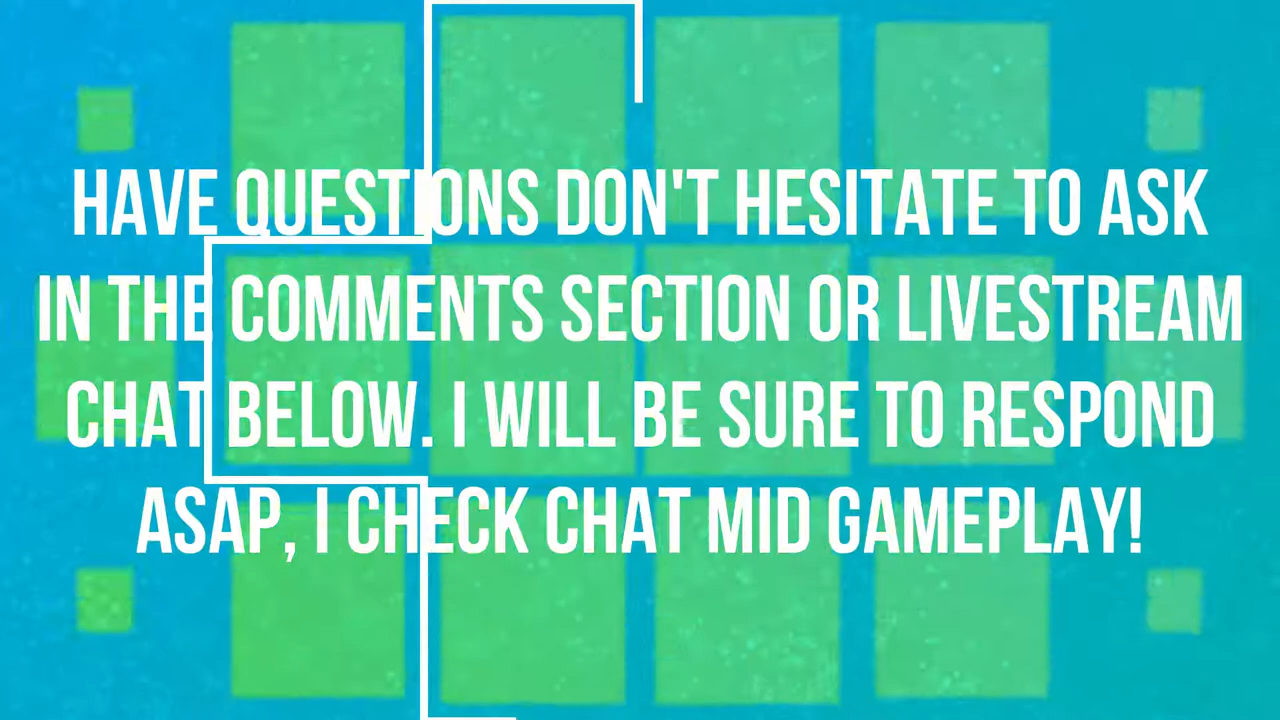 HAVE QUESTIONS DON'T HESITATE TO ASK
IN THE COMMENTS SECTION OR LIVESTREAM
CHAT BELOW. I WILL BE SURE TO RESPOND
ASAP, I CHECK CHAT MID GAMEPLAY!